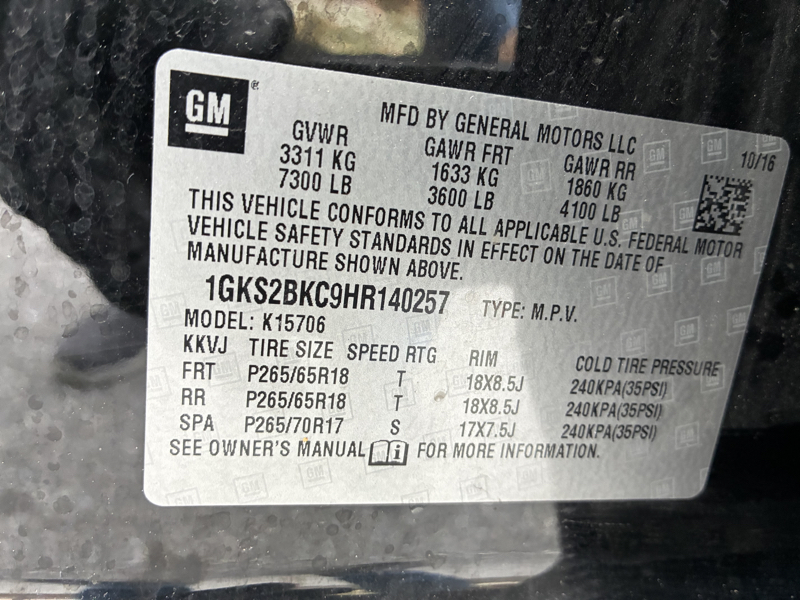 GM ®
MFD BY GENERAL MOTORS LLC
10/16
GVWR GAWR FRT GAWR RR
3311 KG 1633 KG 1860 KG
7300 LB 3600 LB 4100 LB
THIS VEHICLE CONFORMS TO ALL APPLICABLE U.S. FEDERAL MOTOR
VEHICLE SAFETY STANDARDS IN EFFECT ON THE DATE OF
MANUFACTURE SHOWN ABOVE.
1GKS2BKC9HR140257 TYPE: M.P.V.
MODEL: K15706
KKVJ TIRE SIZE SPEED RTG RIM COLD TIRE PRESSURE
FRT P265/65R18 T 18X8.5J 240KPA(35PSI)
RR P265/65R18 T 18X8.5J 240KPA(35PSI)
SPA P265/70R17 S 17X7.5J 240KPA(35PSI)
SEE OWNER'S MANUAL i FOR MORE INFORMATION.